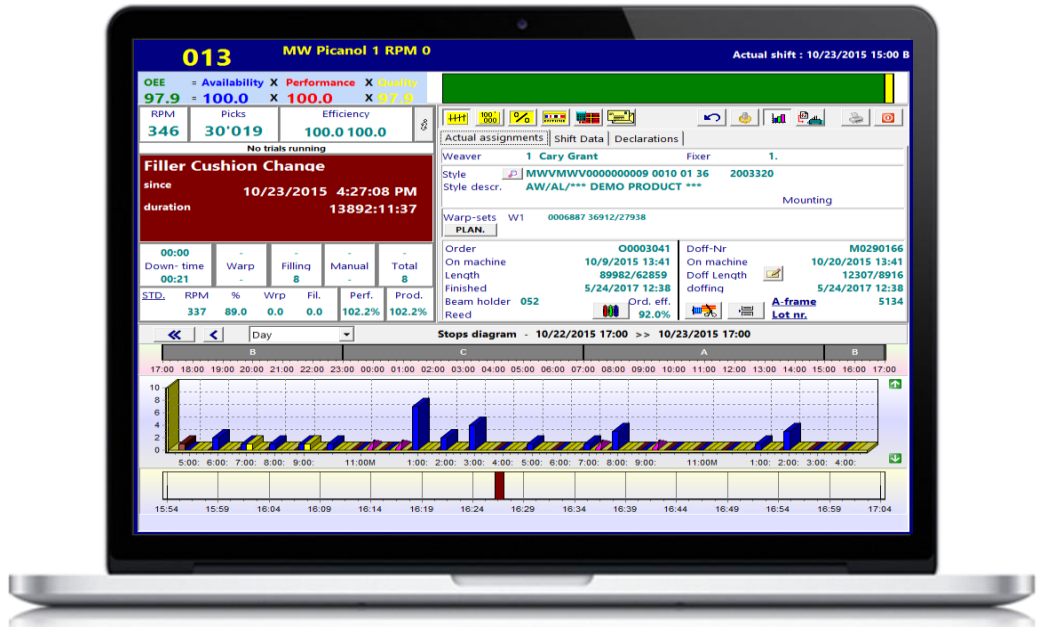 013
MW Picanol 1 RPM 0
Actual shift : 10/23/2015 15:00 B
OEE = Availability X Performance X Quality
97.9 = 100.0 X 100.0 X 97.9
RPM Picks Efficiency
346 30'019 100.0 100.0
No trials running
Filler Cushion Change
since 10/23/2015 4:27:08 PM
duration 13892:11:37
00:00 - - - -
Down- time Warp Filling Manual Total
00:21 - 8 - 8
STD. RPM % Wrp Fil. Perf. Prod.
337 89.0 0.0 0.0 102.2% 102.2%
Actual assignments Shift Data Declarations
Weaver 1 Cary Grant Fixer 1.
Style MWVMWV0000000009 0010 01 36 2003320
Style descr. AW/AL/*** DEMO PRODUCT ***
Mounting
Warp-sets W1 0006887 36912/27938
PLAN.
Order O0003041 Doff-Nr M0290166
On machine 10/9/2015 13:41 On machine 10/20/2015 13:41
Length 89982/62859 Doff Length 12307/8916
Finished 5/24/2017 12:38 doffing 5/24/2017 12:38
Beam holder 052 Ord. eff. A-frame 5134
Reed 92.0% Lot nr.
Day Stops diagram - 10/22/2015 17:00 >> 10/23/2015 17:00
B C A B
17:00 18:00 19:00 20:00 21:00 22:00 23:00 00:00 01:00 02:00 03:00 04:00 05:00 06:00 07:00 08:00 09:00 10:00 11:00 12:00 13:00 14:00 15:00 16:00 17:00
10
8
6
4
2
0
5:00: 6:00: 7:00: 8:00: 9:00: 11:00M 1:00: 2:00: 3:00: 4:00: 5:00: 6:00: 7:00: 8:00: 9:00: 11:00M 1:00: 2:00: 3:00: 4:00:
15:54 15:59 16:04 16:09 16:14 16:19 16:24 16:29 16:34 16:39 16:44 16:49 16:54 16:59 17:04